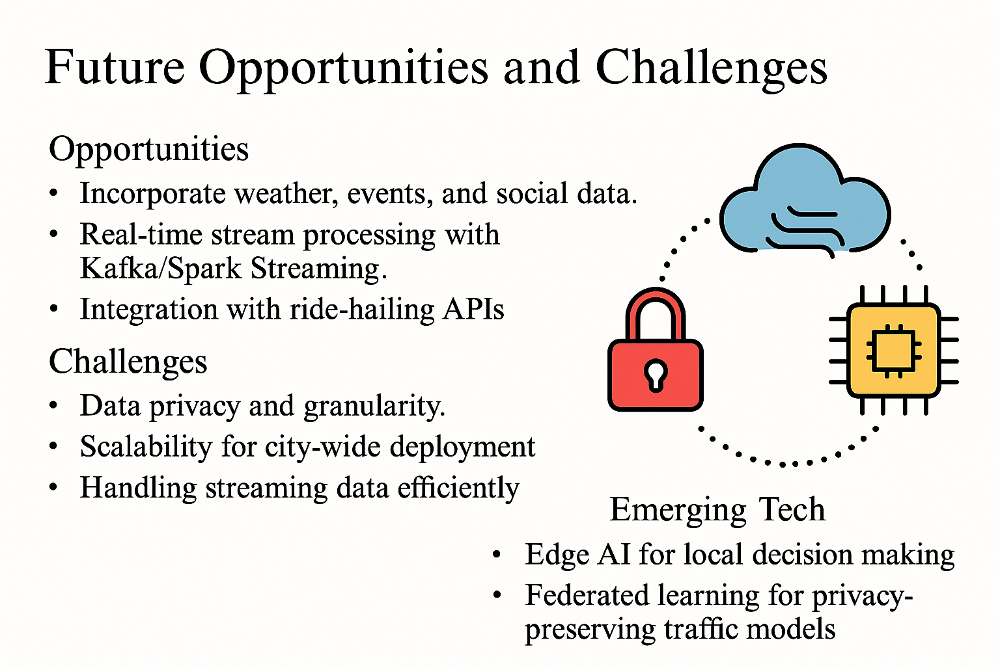 Future Opportunities and Challenges
Opportunities
• Incorporate weather, events, and social data.
• Real-time stream processing with
Kafka/Spark Streaming.
• Integration with ride-hailing APIs
Challenges
• Data privacy and granularity.
• Scalability for city-wide deployment
• Handling streaming data efficiently
Emerging Tech
• Edge AI for local decision making
• Federated learning for privacy-
preserving traffic models